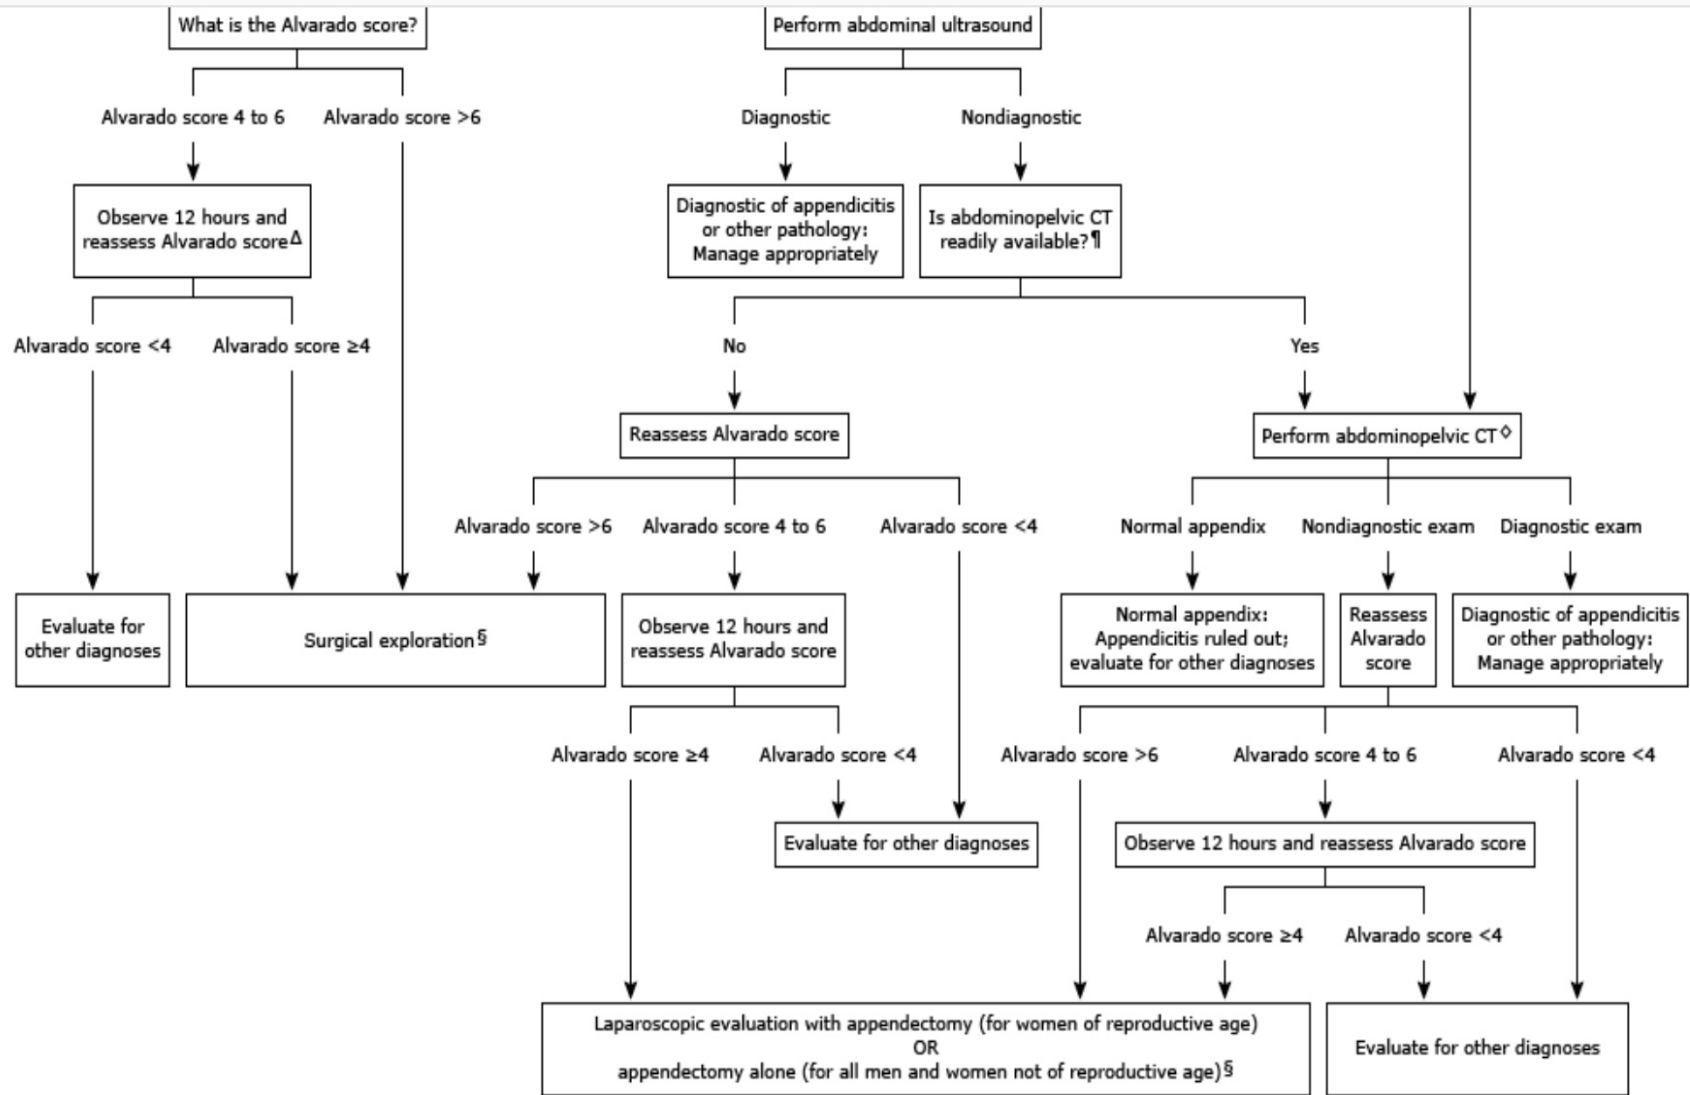 What is the Alvarado score?
Perform abdominal ultrasound
Alvarado score 4 to 6
Alvarado score >6
Diagnostic
Nondiagnostic
Observe 12 hours and
reassess Alvarado scoreΔ
Diagnostic of appendicitis
or other pathology:
Manage appropriately
Is abdominopelvic CT
readily available?¶
Alvarado score <4
Alvarado score ≥4
No
Yes
Reassess Alvarado score
Perform abdominopelvic CT◊
Alvarado score >6
Alvarado score 4 to 6
Alvarado score <4
Normal appendix
Nondiagnostic exam
Diagnostic exam
Evaluate for
other diagnoses
Surgical exploration§
Observe 12 hours and
reassess Alvarado score
Normal appendix:
Appendicitis ruled out;
evaluate for other diagnoses
Reassess
Alvarado
score
Diagnostic of appendicitis
or other pathology:
Manage appropriately
Alvarado score ≥4
Alvarado score <4
Alvarado score >6
Alvarado score 4 to 6
Alvarado score <4
Evaluate for other diagnoses
Observe 12 hours and reassess Alvarado score
Alvarado score ≥4
Alvarado score <4
Laparoscopic evaluation with appendectomy (for women of reproductive age)
OR
appendectomy alone (for all men and women not of reproductive age)§
Evaluate for other diagnoses